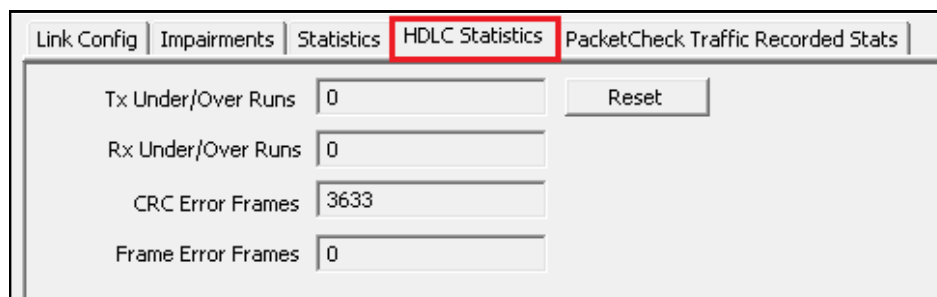 Link Config Impairments Statistics HDLC Statistics PacketCheck Traffic Recorded Stats
Tx Under/Over Runs 0 Reset
Rx Under/Over Runs 0
CRC Error Frames 3633
Frame Error Frames 0